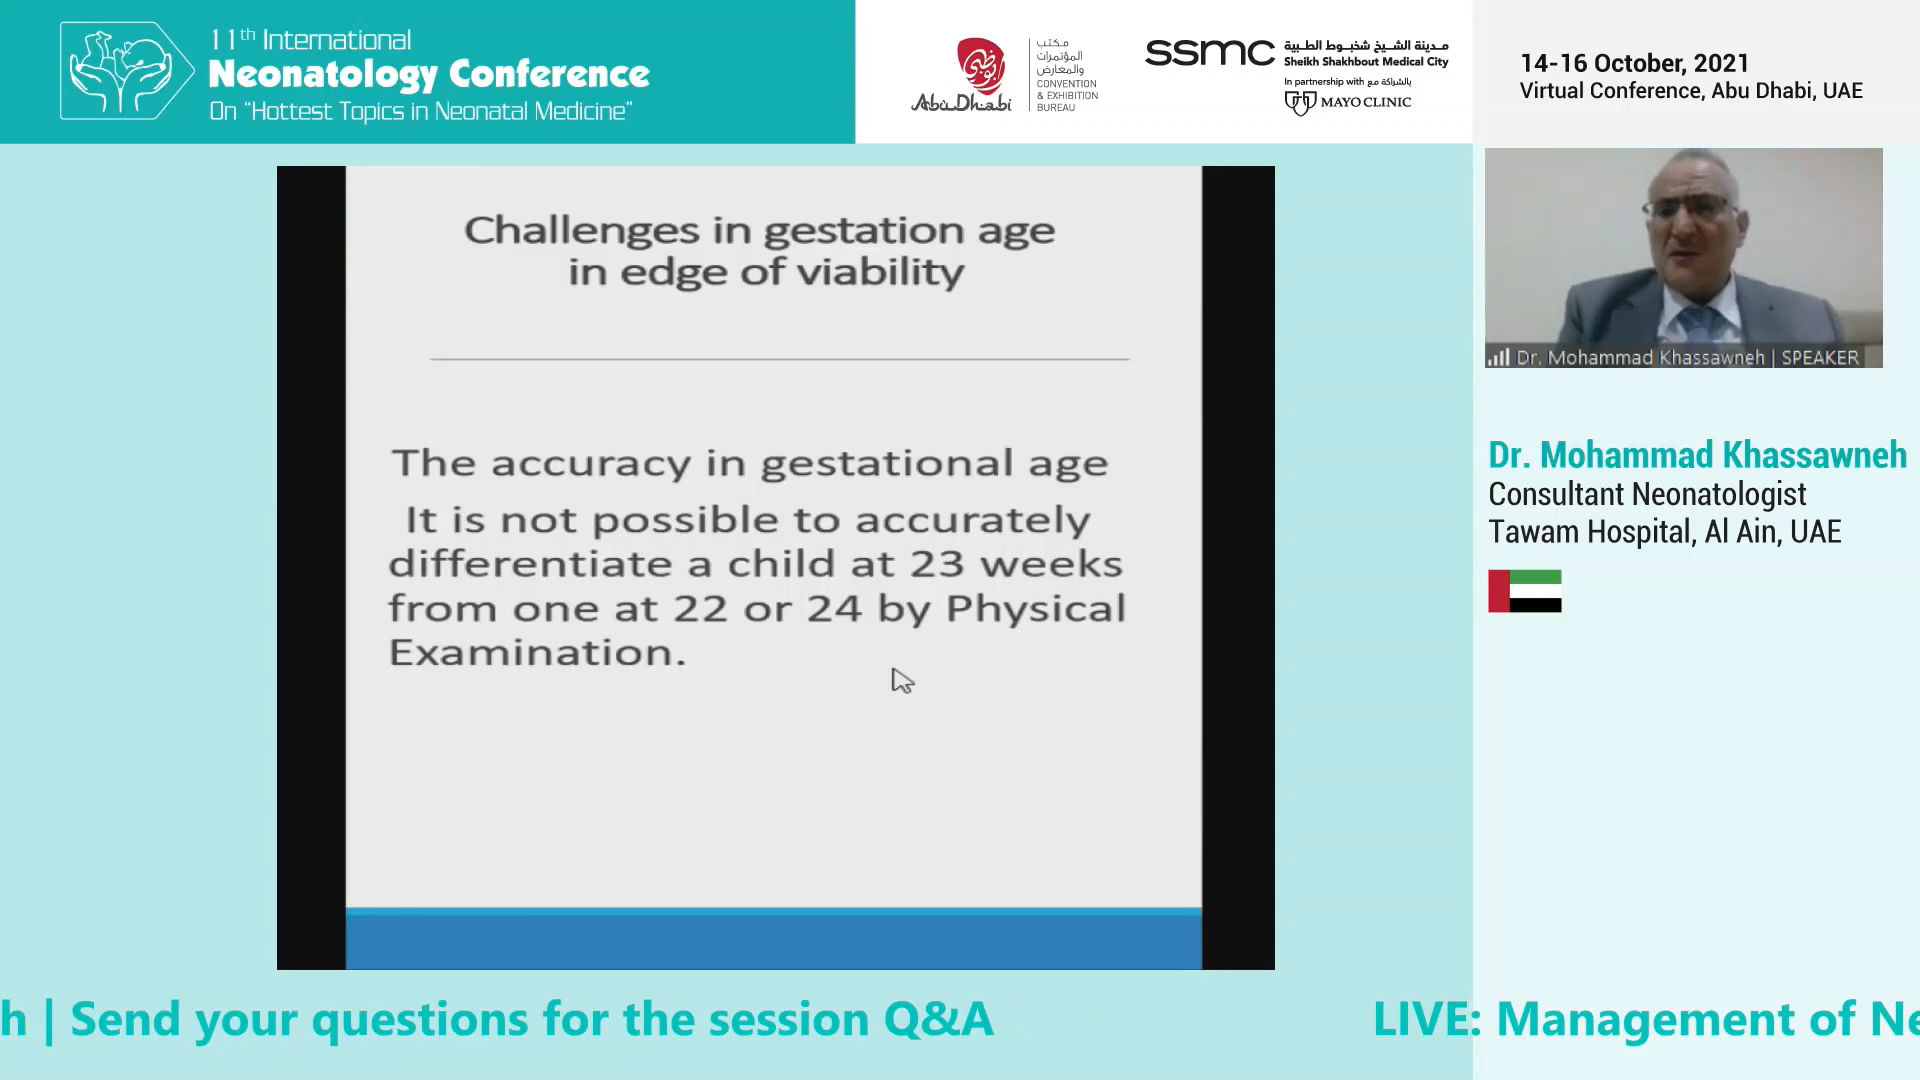 11th International
Neonatology Conference
On “Hottest Topics in Neonatal Medicine”
Abu Dhabi
مكتب
المؤتمرات
والمعارض
CONVENTION
& EXHIBITION
BUREAU
ssmc
مدينة الشيخ شخبوط الطبية
Sheikh Shakhbout Medical City
In partnership with بالشراكة مع
MAYO CLINIC
14-16 October, 2021
Virtual Conference, Abu Dhabi, UAE
Challenges in gestation age
in edge of viability
The accuracy in gestational age
It is not possible to accurately
differentiate a child at 23 weeks
from one at 22 or 24 by Physical
Examination.
Dr. Mohammad Khassawneh | SPEAKER
Dr. Mohammad Khassawneh
Consultant Neonatologist
Tawam Hospital, Al Ain, UAE
h | Send your questions for the session Q&A LIVE: Management of Ne